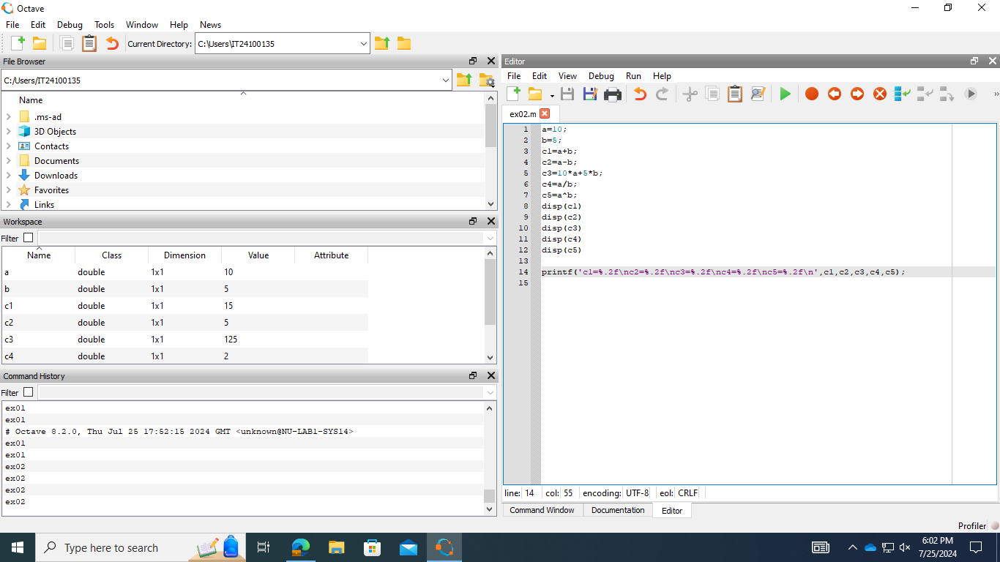 Octave
File Edit Debug Tools Window Help News
Current Directory: C:\Users\IT24100135
File Browser
C:/Users/IT24100135
Name
.ms-ad
3D Objects
Contacts
Documents
Downloads
Favorites
Links
Workspace
Filter
Name Class Dimension Value Attribute
a double 1x1 10
b double 1x1 5
c1 double 1x1 15
c2 double 1x1 5
c3 double 1x1 125
c4 double 1x1 2
Command History
Filter
ex01
ex01
# Octave 8.2.0, Thu Jul 25 17:52:15 2024 GMT <unknown@NU-LAB1-SYS14>
ex01
ex01
ex02
ex02
ex02
ex02
Editor
File Edit View Debug Run Help
ex02.m
1 a=10;
2 b=5;
3 c1=a+b;
4 c2=a-b;
5 c3=10*a+5*b;
6 c4=a/b;
7 c5=a^b;
8 disp(c1)
9 disp(c2)
10 disp(c3)
11 disp(c4)
12 disp(c5)
13
14 printf('c1=%.2f\nc2=%.2f\nc3=%.2f\nc4=%.2f\nc5=%.2f\n',c1,c2,c3,c4,c5);
15
line: 14 col: 55 encoding: UTF-8 eol: CRLF
Command Window Documentation Editor
Profiler
Type here to search
6:02 PM
7/25/2024